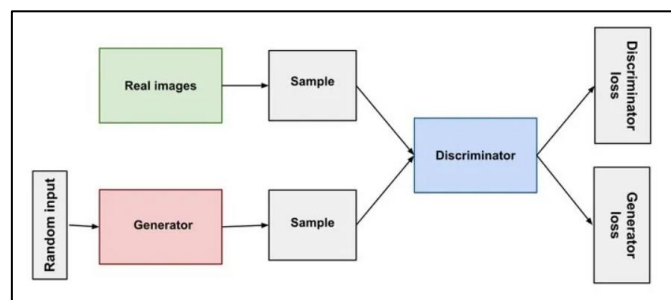 Real images
Sample
Discriminator
loss
Discriminator
Random input
Generator
Sample
Generator
loss